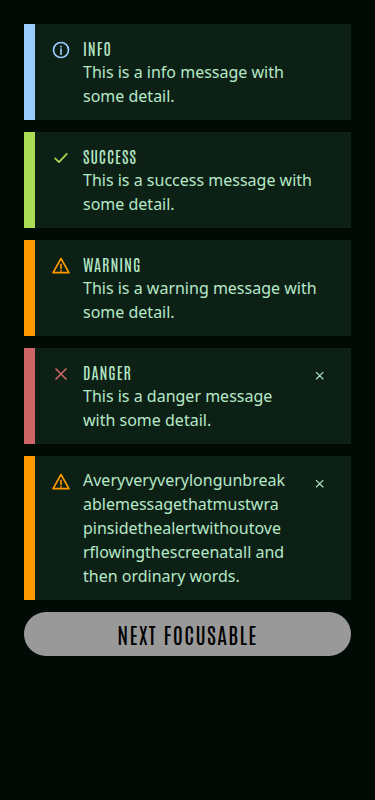 INFO
This is a info message with
some detail.
SUCCESS
This is a success message with
some detail.
WARNING
This is a warning message with
some detail.
DANGER
This is a danger message
with some detail.
Averyveryverylongunbreak
ablemessagethatmustwra
pinsidethealertwithoutove
rflowingthescreenatall and
then ordinary words.
NEXT FOCUSABLE